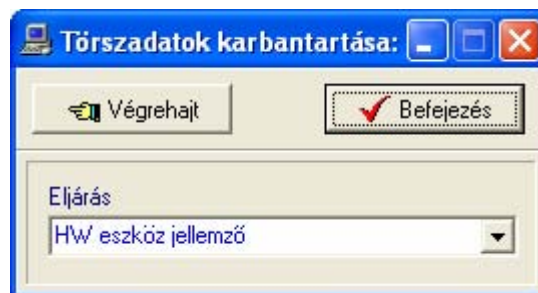 Törszadatok karbantartása:
Végrehajt
Befejezés
Eljárás
HW eszköz jellemző